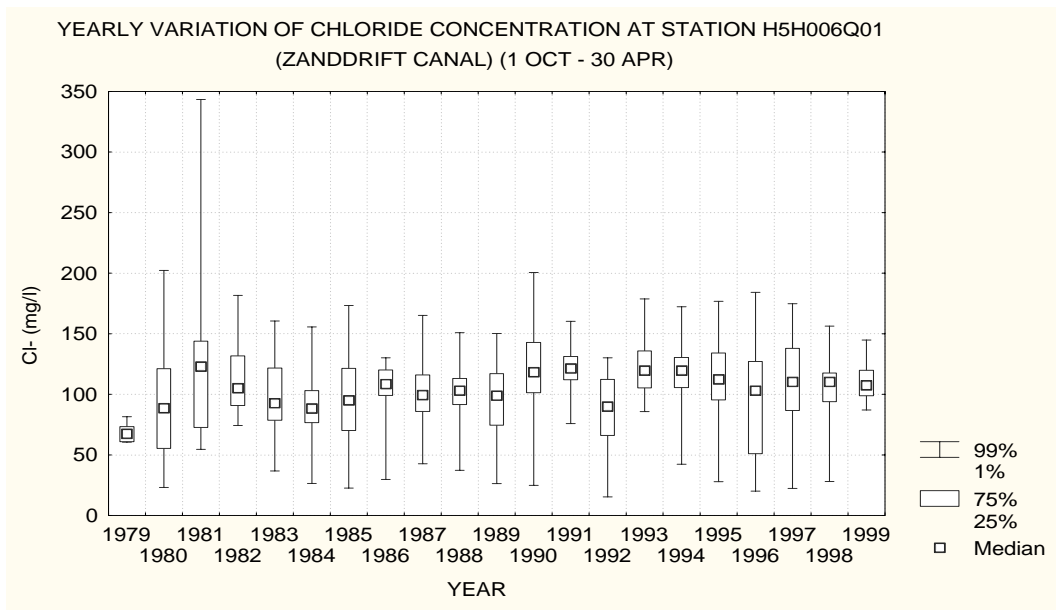 YEARLY VARIATION OF CHLORIDE CONCENTRATION AT STATION H5H006Q01
(ZANDDRIFT CANAL) (1 OCT - 30 APR)
Cl- (mg/l)
350
300
250
200
150
100
50
0
1979 1981 1983 1985 1987 1989 1991 1993 1995 1997 1999
1980 1982 1984 1986 1988 1990 1992 1994 1996 1998
YEAR
99%
1%
75%
25%
Median